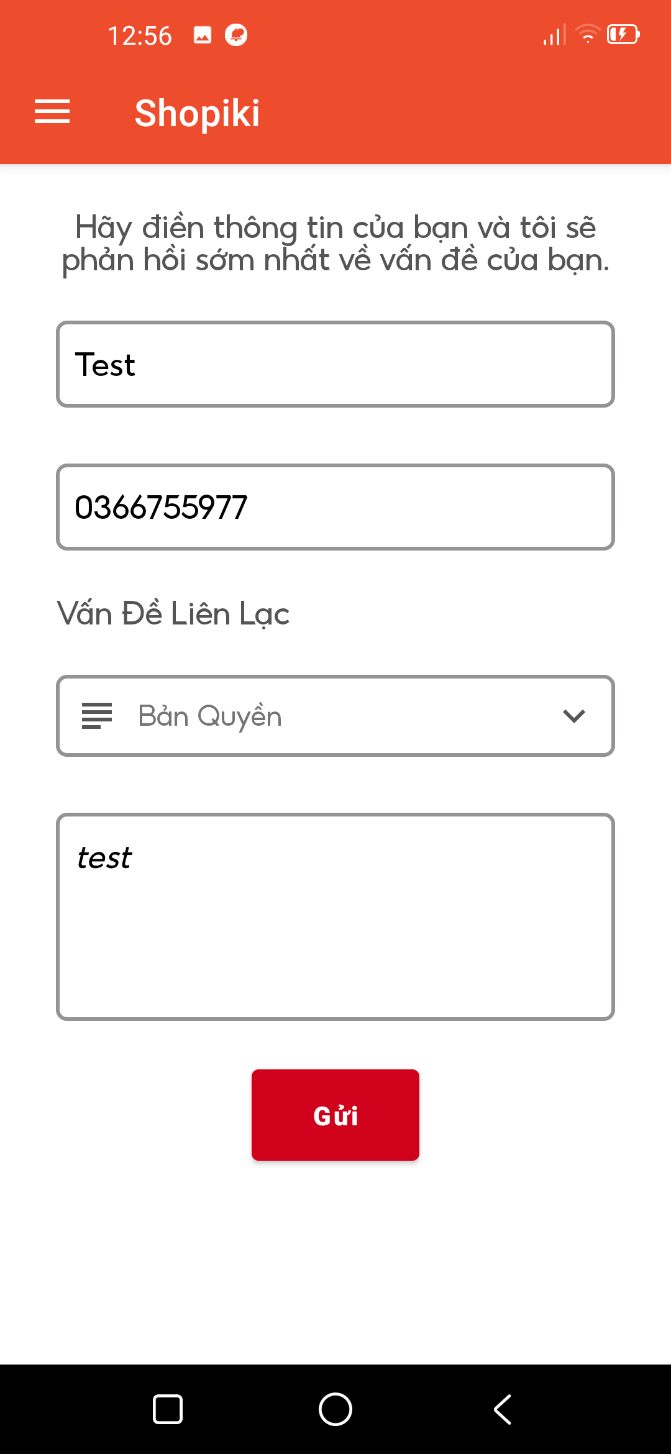 12:56
Shopiki
Hãy điền thông tin của bạn và tôi sẽ
phản hồi sớm nhất về vấn đề của bạn.
Test
0366755977
Vấn Đề Liên Lạc
Bản Quyền
test
Gửi